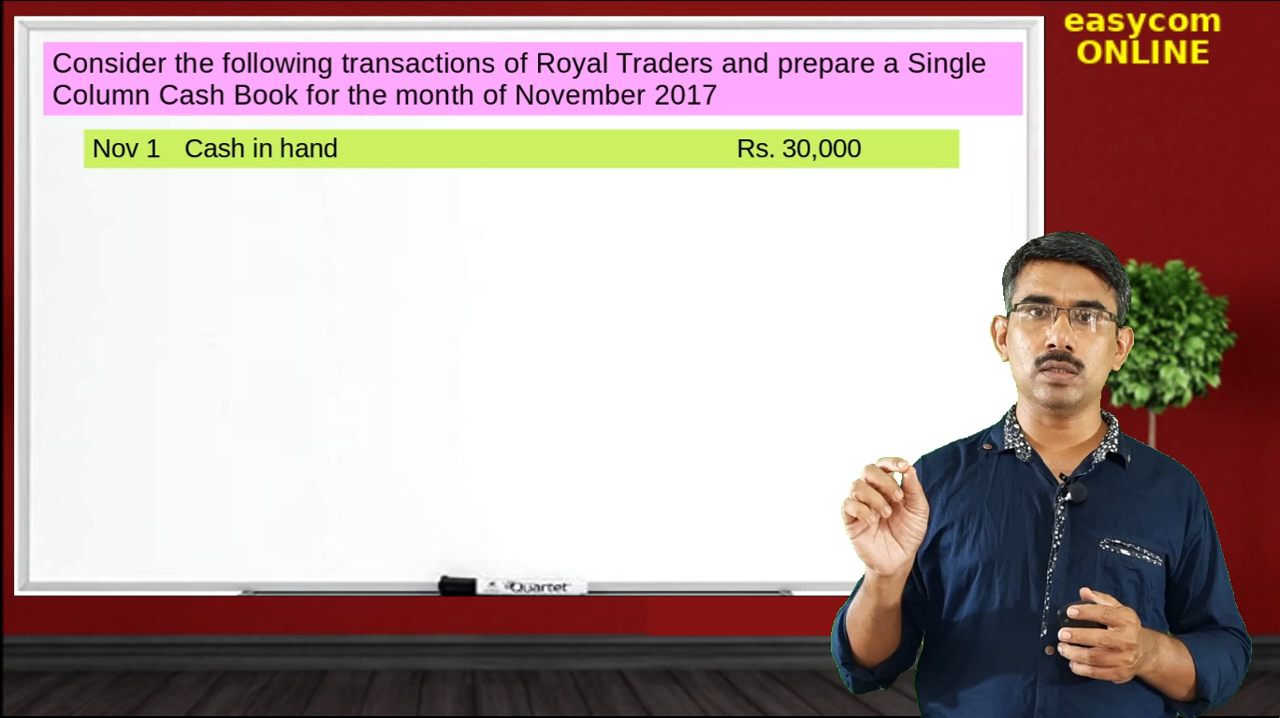 easycom
ONLINE
Consider the following transactions of Royal Traders and prepare a Single
Column Cash Book for the month of November 2017
Nov 1 Cash in hand Rs. 30,000
Quartet